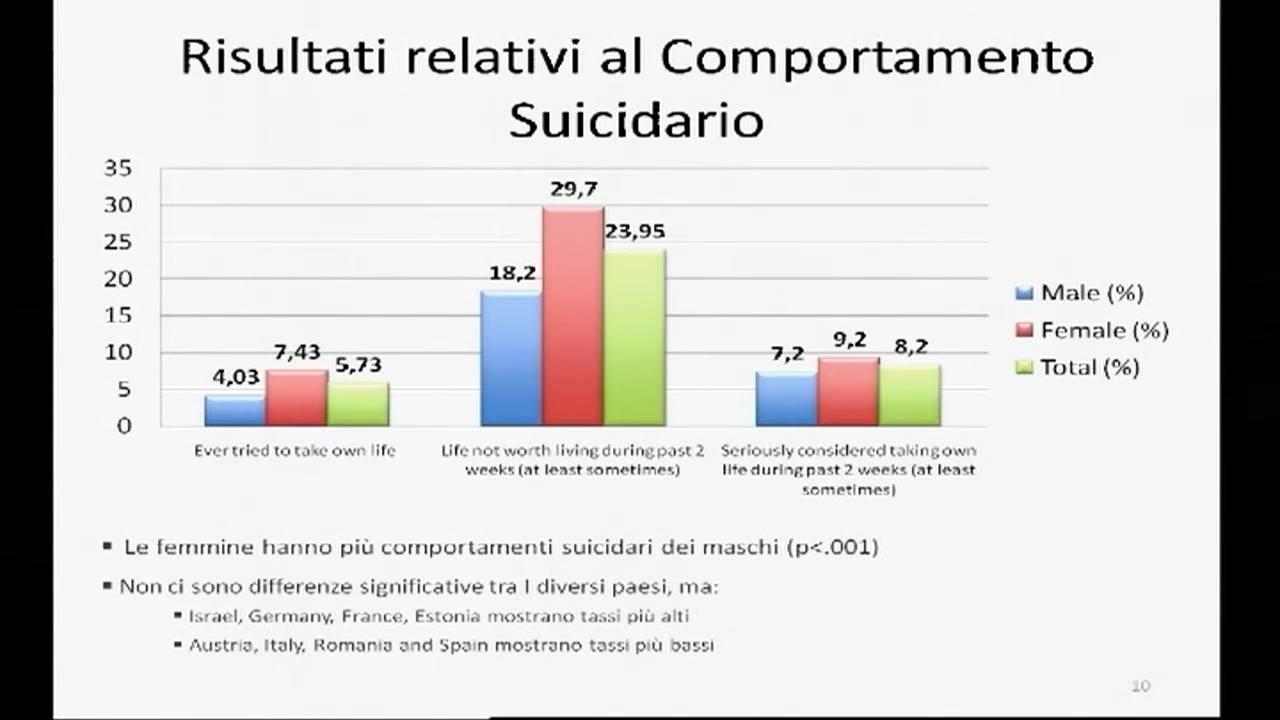 Risultati relativi al Comportamento
Suicidario
35
30
25
20
15
10
5
0
4,03
7,43
5,73
18,2
29,7
23,95
7,2
9,2
8,2
Ever tried to take own life
Life not worth living during past 2
weeks (at least sometimes)
Seriously considered taking own
life during past 2 weeks (at least
sometimes)
Male (%)
Female (%)
Total (%)
▪ Le femmine hanno più comportamenti suicidari dei maschi (p<.001)
▪ Non ci sono differenze significative tra I diversi paesi, ma:
▪ Israel, Germany, France, Estonia mostrano tassi più alti
▪ Austria, Italy, Romania and Spain mostrano tassi più bassi
10